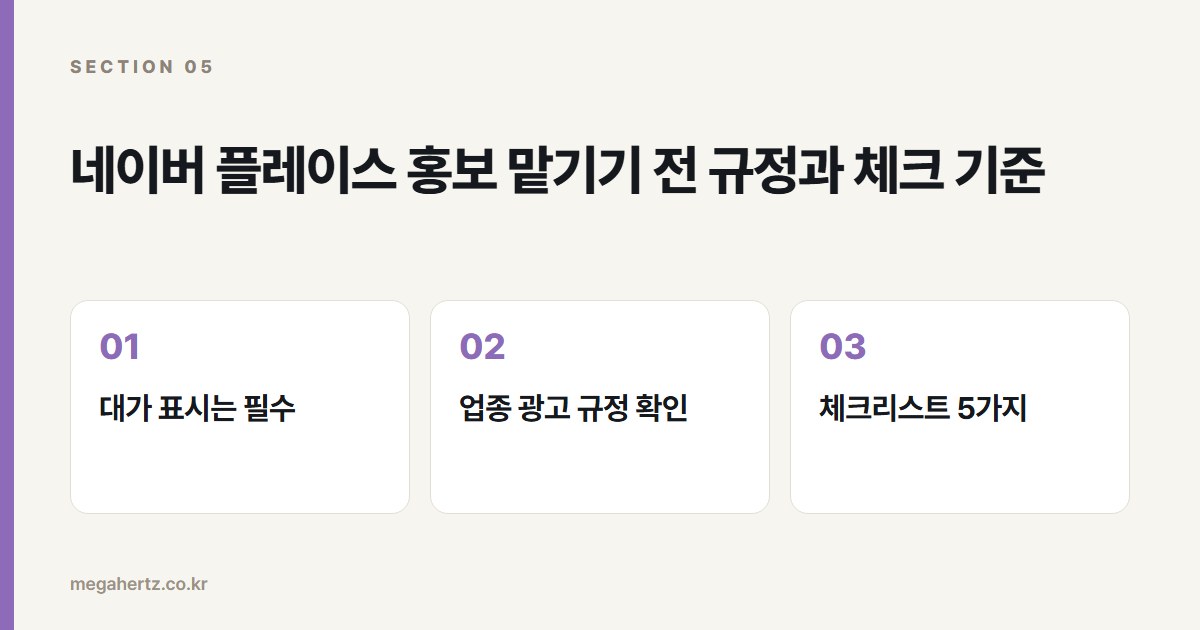 SECTION 05
네이버 플레이스 홍보 맡기기 전 규정과 체크 기준
01
대가 표시는 필수
02
업종 광고 규정 확인
03
체크리스트 5가지
megahertz.co.kr